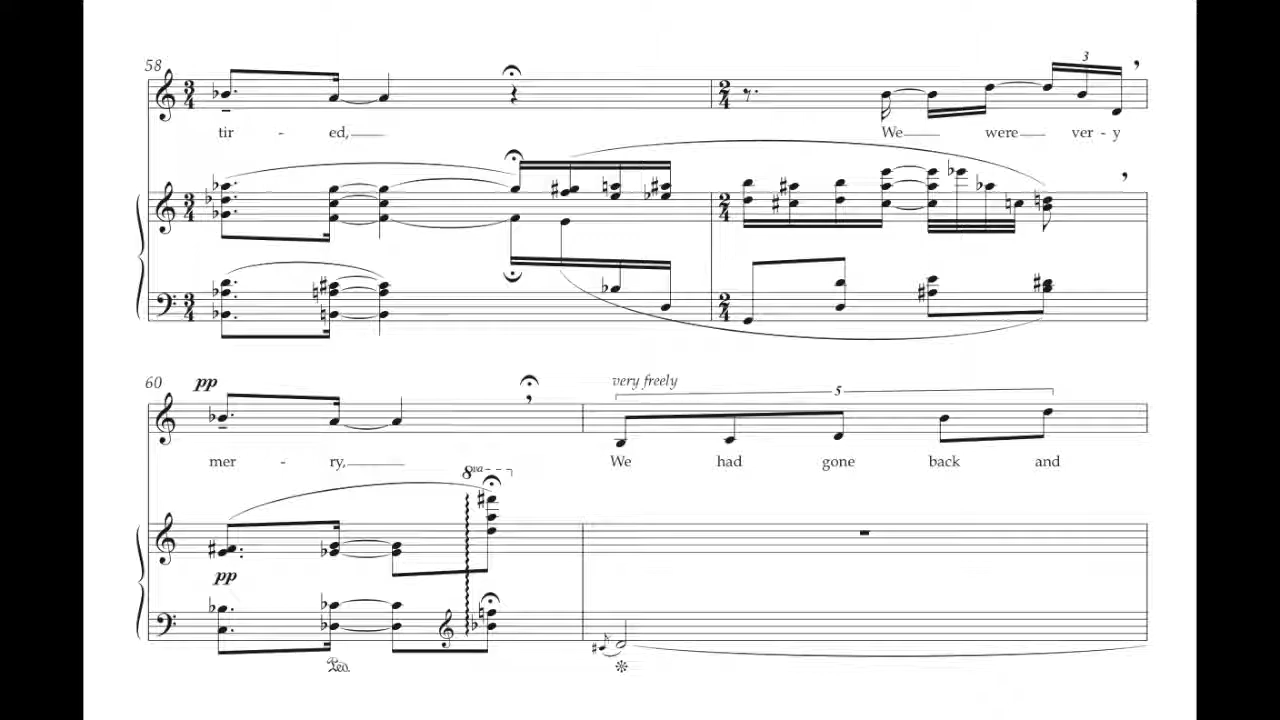 58
3
tir - ed,
We were ver - y
60
pp
very freely
5
mer - ry,
We had gone back and
8va
pp
Ped.